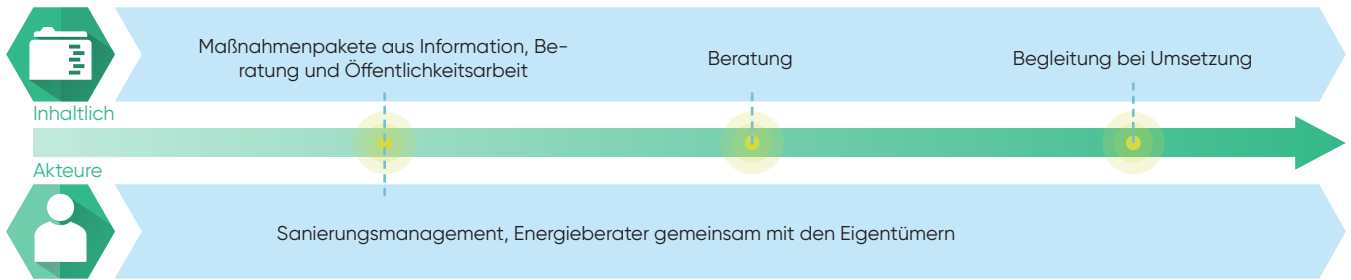 Maßnahmenpakete aus Information, Be-
ratung und Öffentlichkeitsarbeit
Beratung
Begleitung bei Umsetzung
Inhaltlich
Akteure
Sanierungsmanagement, Energieberater gemeinsam mit den Eigentümern